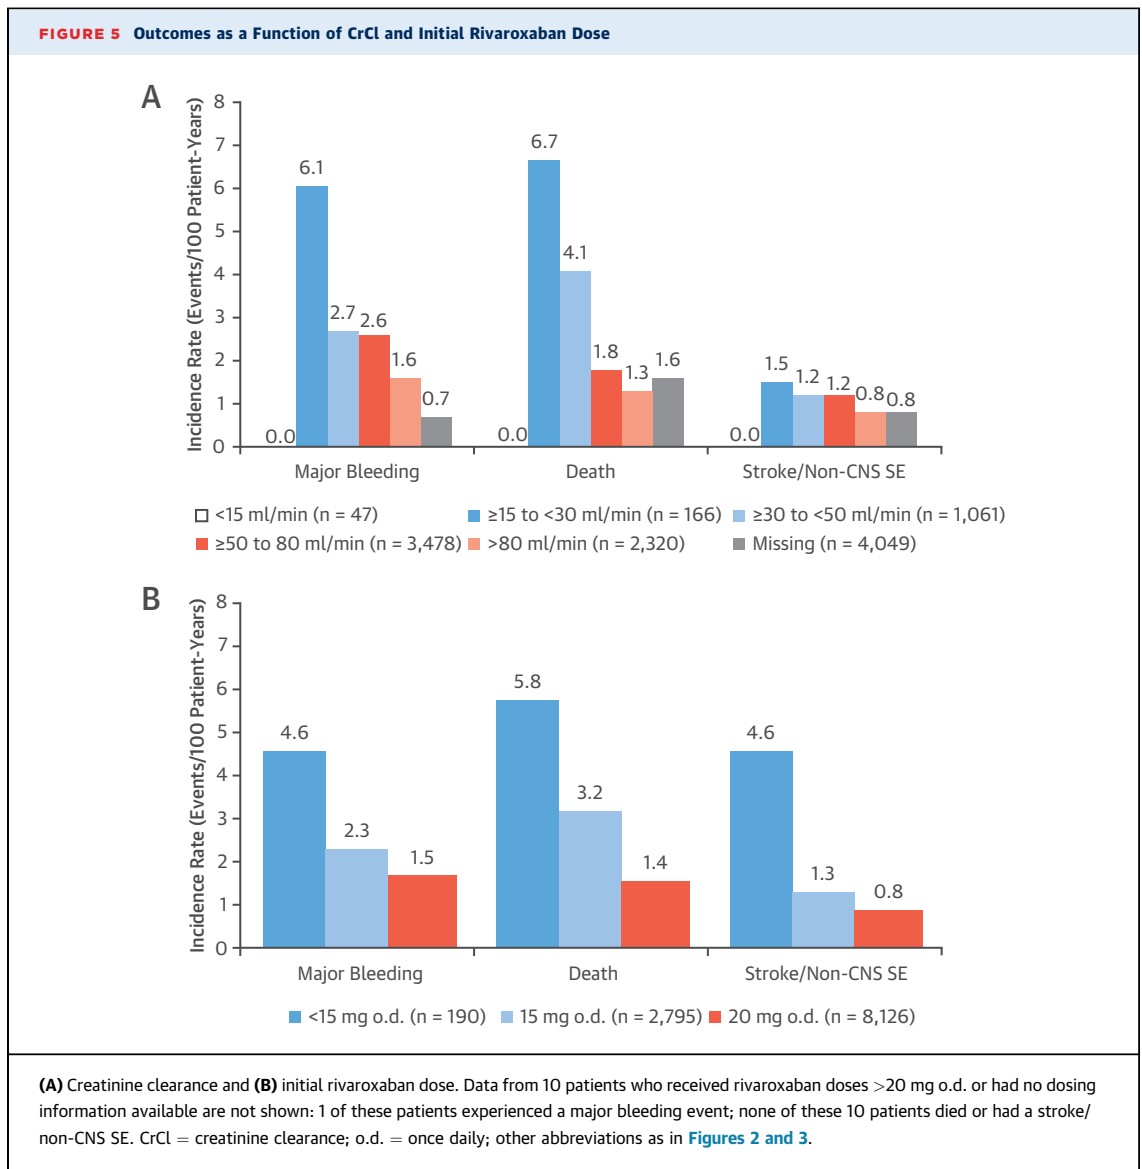 FIGURE 5 Outcomes as a Function of CrCl and Initial Rivaroxaban Dose
A
Incidence Rate (Events/100 Patient-Years)
8
7
6
5
4
3
2
1
0
0.0
6.1
2.7
2.6
1.6
0.7
0.0
6.7
4.1
1.8
1.3
1.6
0.0
1.5
1.2
1.2
0.8
0.8
Major Bleeding
Death
Stroke/Non-CNS SE
<15 ml/min (n = 47)
≥15 to <30 ml/min (n = 166)
≥30 to <50 ml/min (n = 1,061)
≥50 to 80 ml/min (n = 3,478)
>80 ml/min (n = 2,320)
Missing (n = 4,049)
B
Incidence Rate (Events/100 Patient-Years)
8
7
6
5
4
3
2
1
0
4.6
2.3
1.5
5.8
3.2
1.4
4.6
1.3
0.8
Major Bleeding
Death
Stroke/Non-CNS SE
<15 mg o.d. (n = 190)
15 mg o.d. (n = 2,795)
20 mg o.d. (n = 8,126)
(A) Creatinine clearance and (B) initial rivaroxaban dose. Data from 10 patients who received rivaroxaban doses >20 mg o.d. or had no dosing
information available are not shown: 1 of these patients experienced a major bleeding event; none of these 10 patients died or had a stroke/
non-CNS SE. CrCl = creatinine clearance; o.d. = once daily; other abbreviations as in Figures 2 and 3.